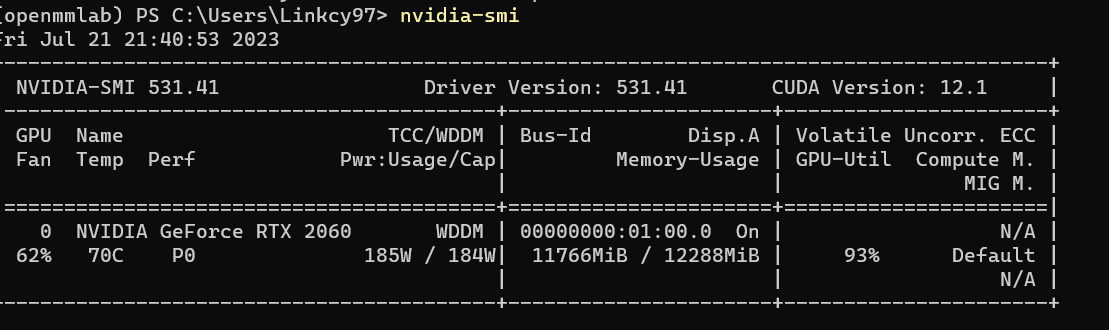 (openmmlab) PS C:\Users\Linkcy97> nvidia-smi
Fri Jul 21 21:40:53 2023
NVIDIA-SMI 531.41 Driver Version: 531.41 CUDA Version: 12.1
GPU Name TCC/WDDM | Bus-Id Disp.A | Volatile Uncorr. ECC
Fan Temp Perf Pwr:Usage/Cap| Memory-Usage | GPU-Util Compute M.
MIG M.
0 NVIDIA GeForce RTX 2060 WDDM | 00000000:01:00.0 On | N/A
62% 70C P0 185W / 184W| 11766MiB / 12288MiB | 93% Default
N/A